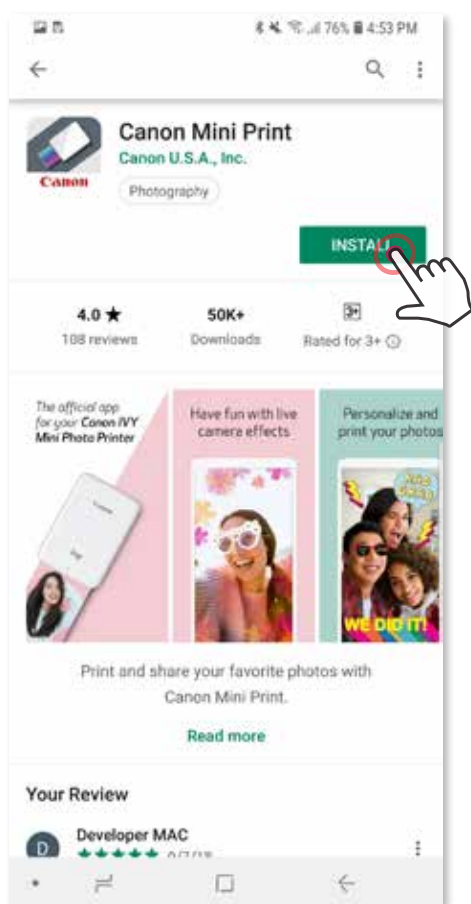 76% 4:53 PM
Canon Mini Print
Canon U.S.A., Inc.
Canon
Photography
INSTALL
4.0 ★ 50K+ 3+
108 reviews Downloads Rated for 3+
The official app
for your Canon IVY
Mini Photo Printer
Have fun with live
camera effects
Personalize and
print your photos
WE DID IT!
Print and share your favorite photos with
Canon Mini Print.
Read more
Your Review
D
Developer MAC
★★★★★